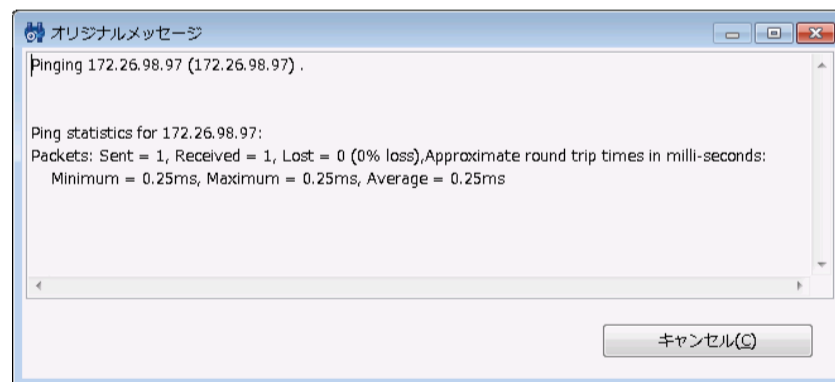 オリジナルメッセージ
Pinging 172.26.98.97 (172.26.98.97) .
Ping statistics for 172.26.98.97:
Packets: Sent = 1, Received = 1, Lost = 0 (0% loss),Approximate round trip times in milli-seconds:
Minimum = 0.25ms, Maximum = 0.25ms, Average = 0.25ms
キャンセル(C)